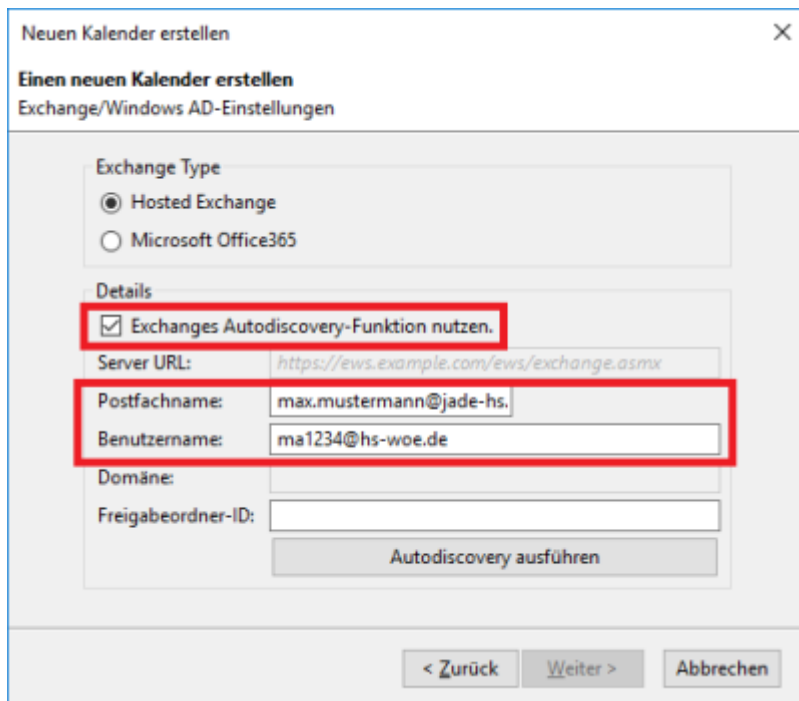 Neuen Kalender erstellen
Einen neuen Kalender erstellen
Exchange/Windows AD-Einstellungen
Exchange Type
Hosted Exchange
Microsoft Office365
Details
Exchanges Autodiscovery-Funktion nutzen.
Server URL: https://ews.example.com/ews/exchange.asmx
Postfachname: max.mustermann@jade-hs.
Benutzername: ma1234@hs-woe.de
Domäne:
Freigabeordner-ID:
Autodiscovery ausführen
< Zurück Weiter > Abbrechen